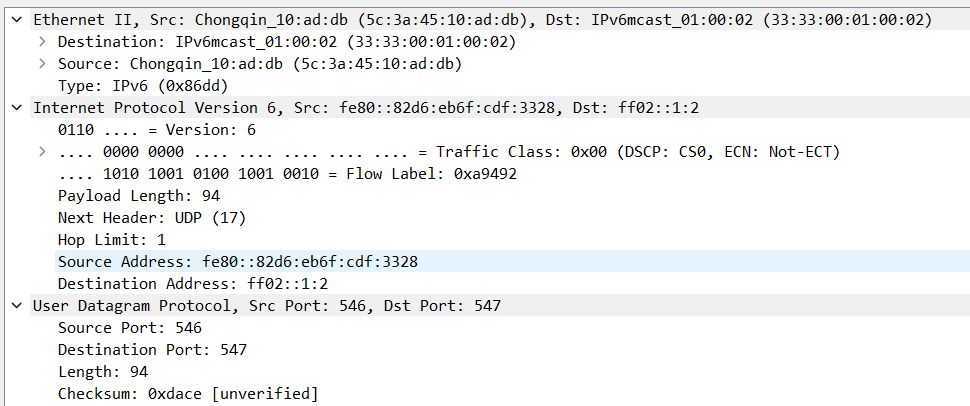 Ethernet II, Src: Chongqin_10:ad:db (5c:3a:45:10:ad:db), Dst: IPv6mcast_01:00:02 (33:33:00:01:00:02)
Destination: IPv6mcast_01:00:02 (33:33:00:01:00:02)
Source: Chongqin_10:ad:db (5c:3a:45:10:ad:db)
Type: IPv6 (0x86dd)
Internet Protocol Version 6, Src: fe80::82d6:eb6f:cdf:3328, Dst: ff02::1:2
0110 .... = Version: 6
.... 0000 0000 .... .... .... .... .... = Traffic Class: 0x00 (DSCP: CS0, ECN: Not-ECT)
.... 1010 1001 0100 1001 0010 = Flow Label: 0xa9492
Payload Length: 94
Next Header: UDP (17)
Hop Limit: 1
Source Address: fe80::82d6:eb6f:cdf:3328
Destination Address: ff02::1:2
User Datagram Protocol, Src Port: 546, Dst Port: 547
Source Port: 546
Destination Port: 547
Length: 94
Checksum: 0xdace [unverified]